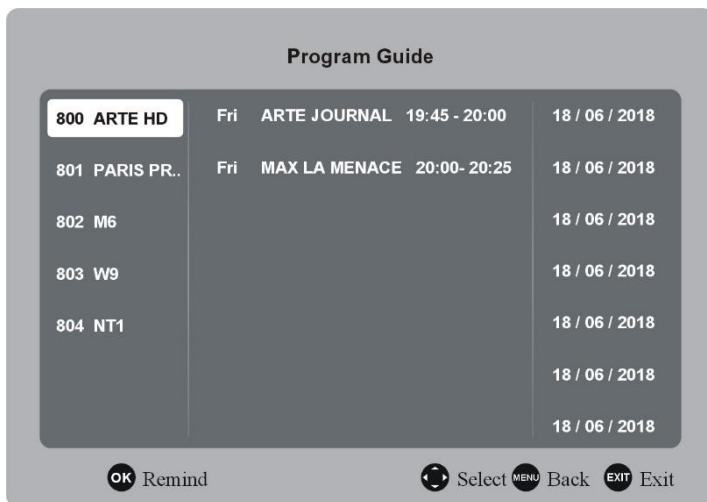 Program Guide
800 ARTE HD Fri ARTE JOURNAL 19:45 - 20:00 18 / 06 / 2018
801 PARIS PR.. Fri MAX LA MENACE 20:00- 20:25 18 / 06 / 2018
802 M6 18 / 06 / 2018
803 W9 18 / 06 / 2018
804 NT1 18 / 06 / 2018
18 / 06 / 2018
18 / 06 / 2018
OK Remind Select MENU Back EXIT Exit